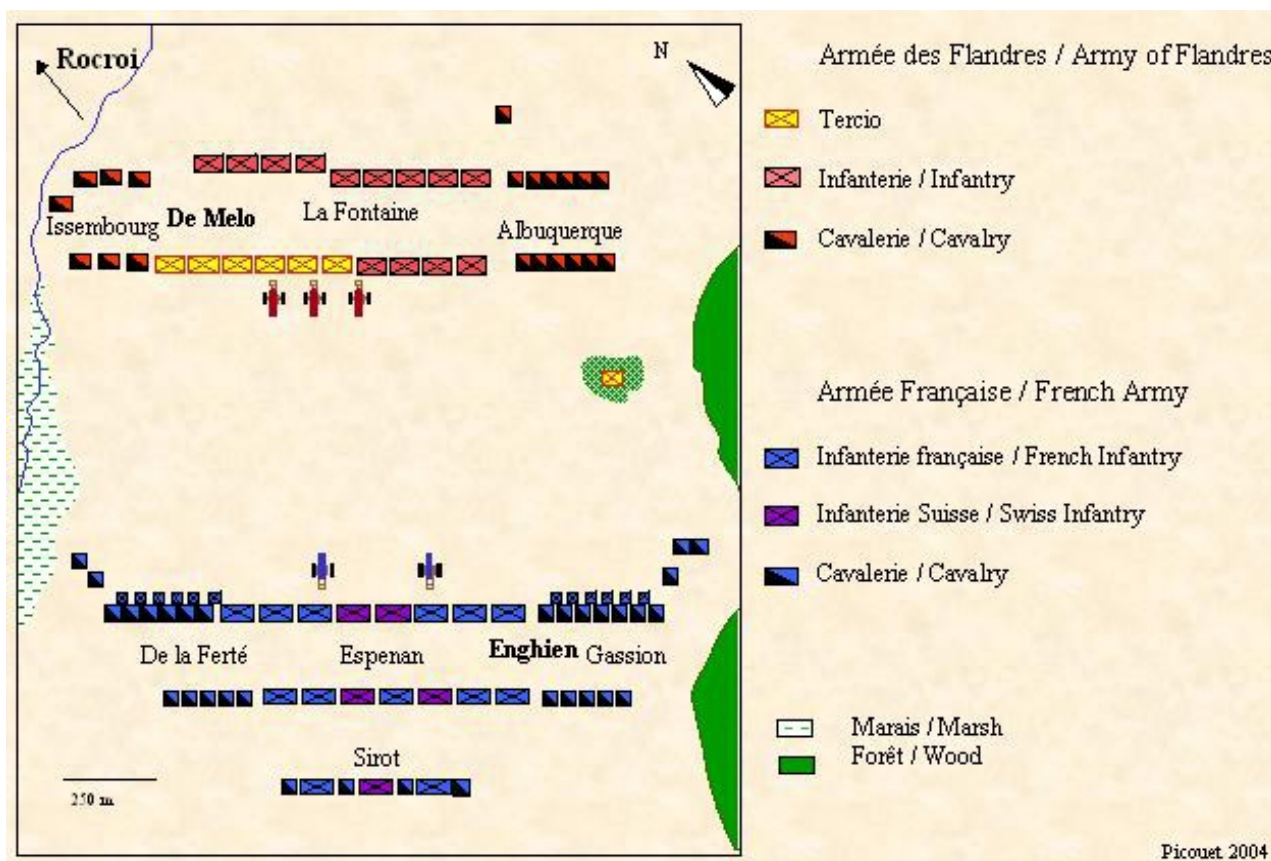 Rocroi
N
Issembourg
De Melo
La Fontaine
Albuquerque
De la Ferté
Espenan
Enghien
Gassion
Sirot
250 m
Armée des Flandres / Army of Flandres
Tercio
Infanterie / Infantry
Cavalerie / Cavalry
Armée Française / French Army
Infanterie française / French Infantry
Infanterie Suisse / Swiss Infantry
Cavalerie / Cavalry
Marais / Marsh
Forêt / Wood
Picouet 2004